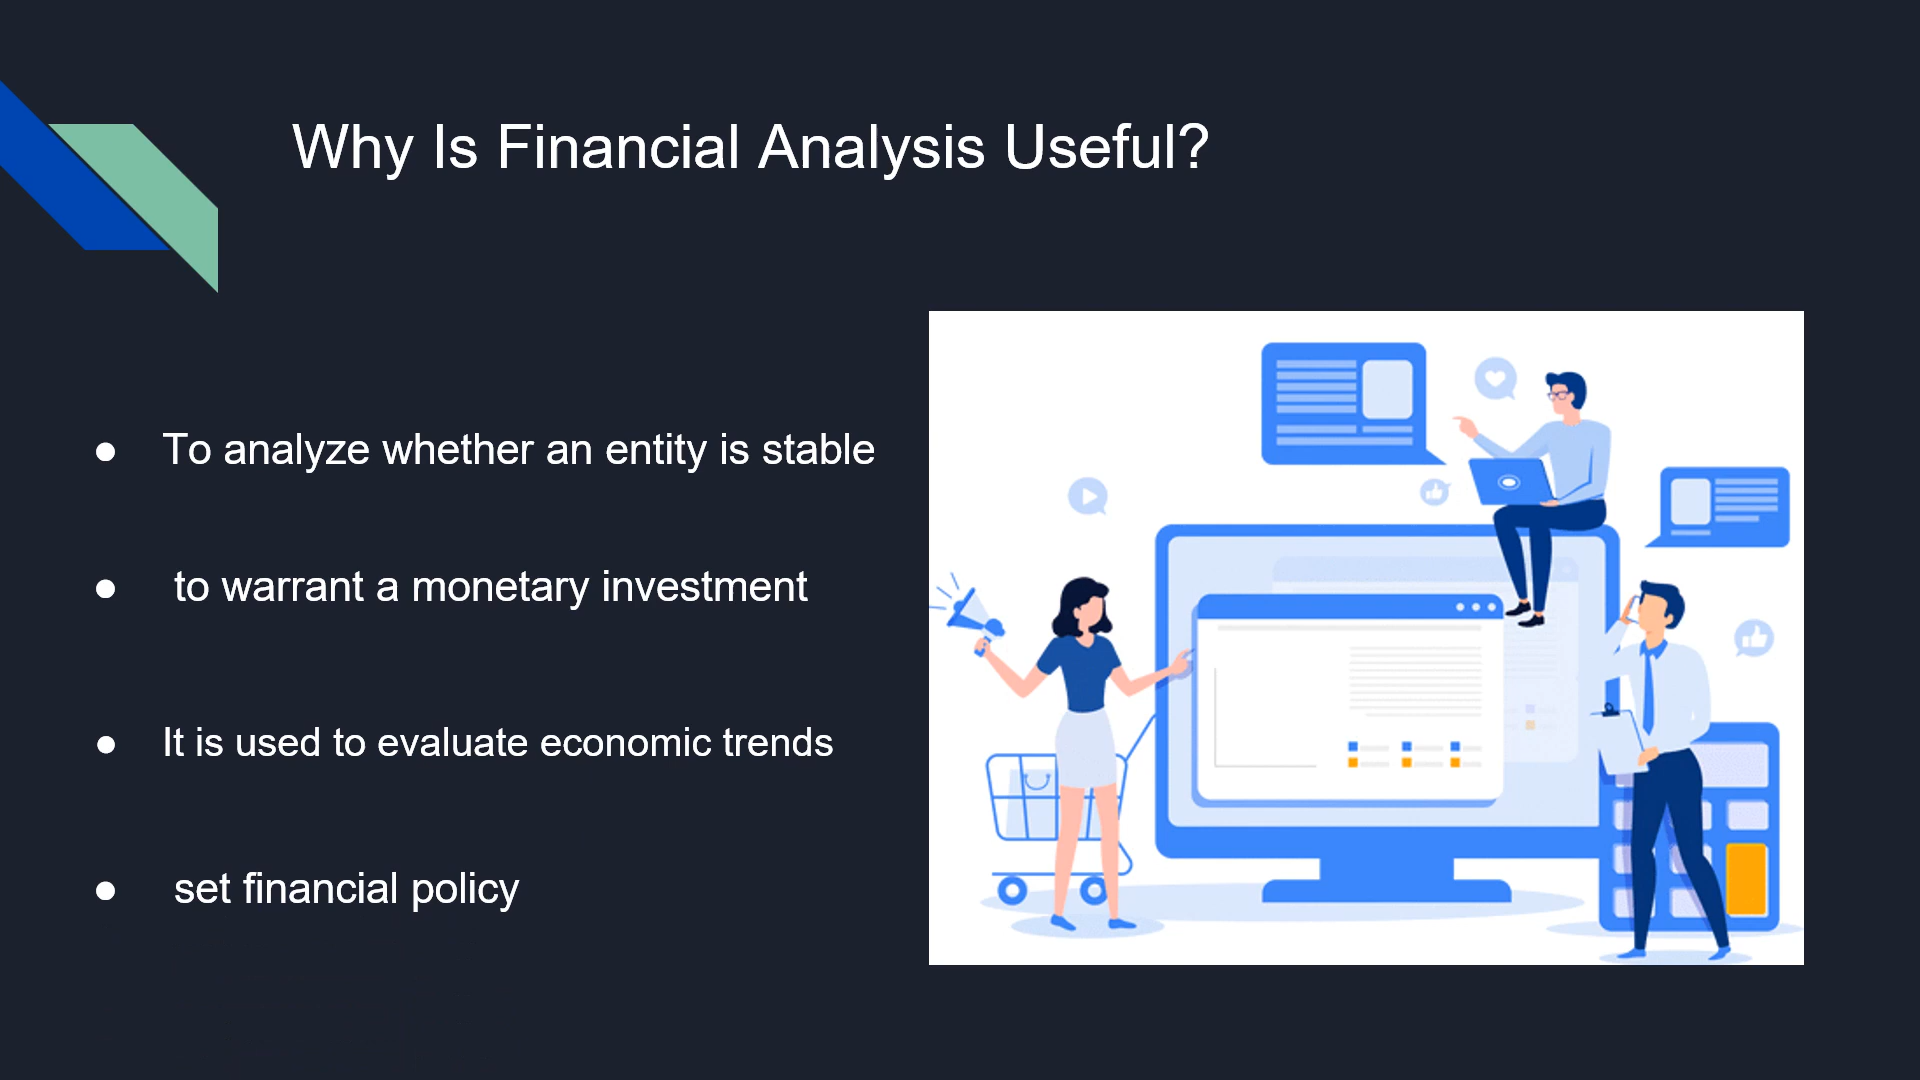 Why Is Financial Analysis Useful?
● To analyze whether an entity is stable
● to warrant a monetary investment
● It is used to evaluate economic trends
● set financial policy